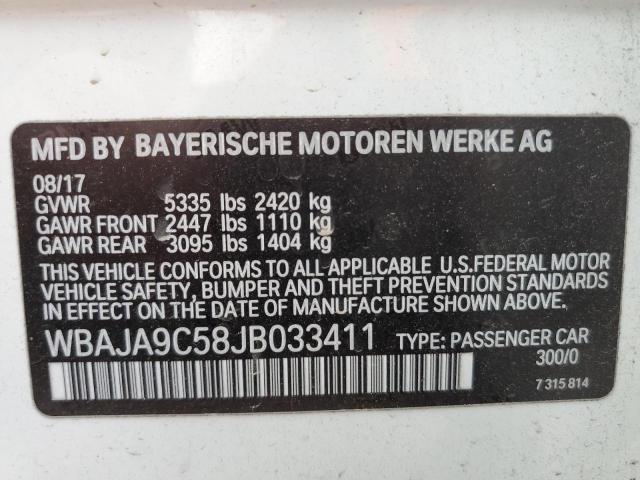 MFD BY BAYERISCHE MOTOREN WERKE AG
08/17
GVWR 5335 lbs 2420 kg
GAWR FRONT 2447 lbs 1110 kg
GAWR REAR 3095 lbs 1404 kg
THIS VEHICLE CONFORMS TO ALL APPLICABLE U.S.FEDERAL MOTOR
VEHICLE SAFETY, BUMPER AND THEFT PREVENTION STANDARDS
IN EFFECT ON THE DATE OF MANUFACTURE SHOWN ABOVE.
WBAJA9C58JB033411 TYPE: PASSENGER CAR
300/0
7 315 814